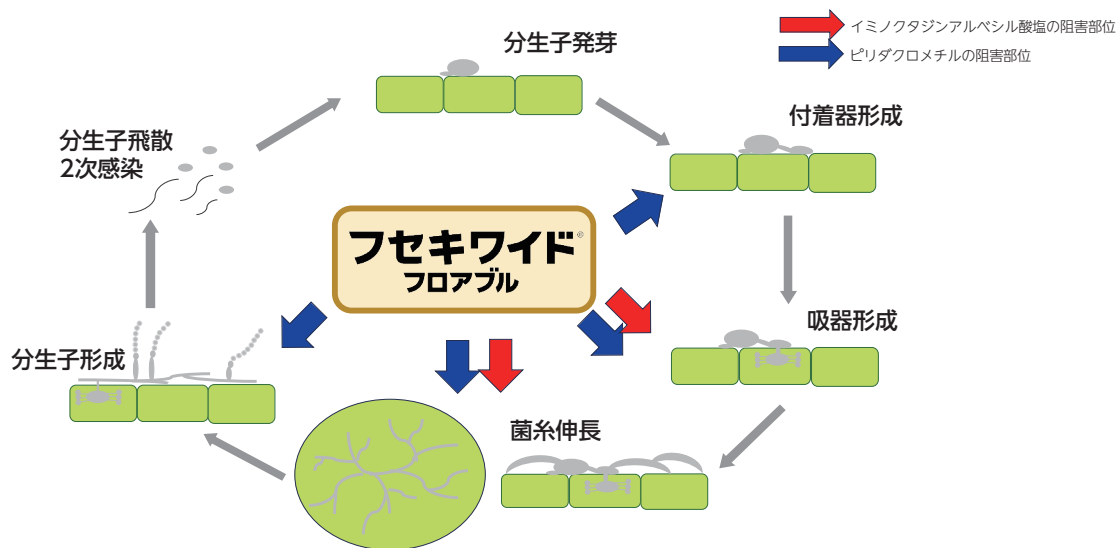 イミノクタジンアルベシル酸塩の阻害部位
ピリダクロメチルの阻害部位
分生子発芽
付着器形成
分生子飛散
2次感染
フセキワイド®
フロアブル
吸器形成
分生子形成
菌糸伸長